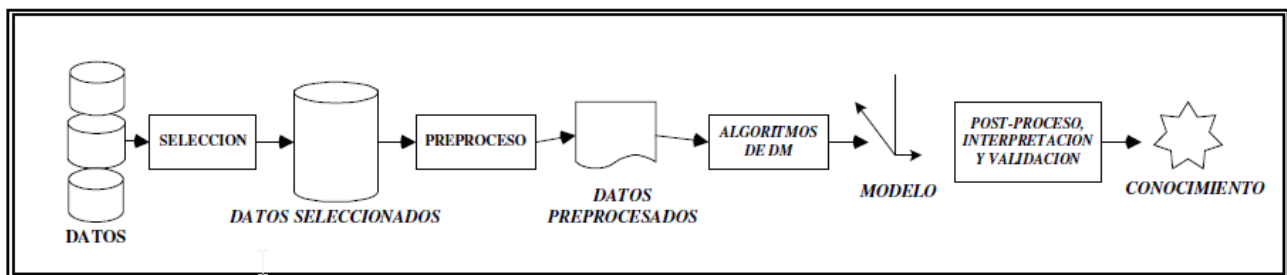 DATOS
SELECCION
DATOS SELECCIONADOS
PREPROCESO
DATOS
PREPROCESADOS
ALGORITMOS
DE DM
MODELO
POST-PROCESO,
INTERPRETACION
Y VALIDACION
CONOCIMIENTO